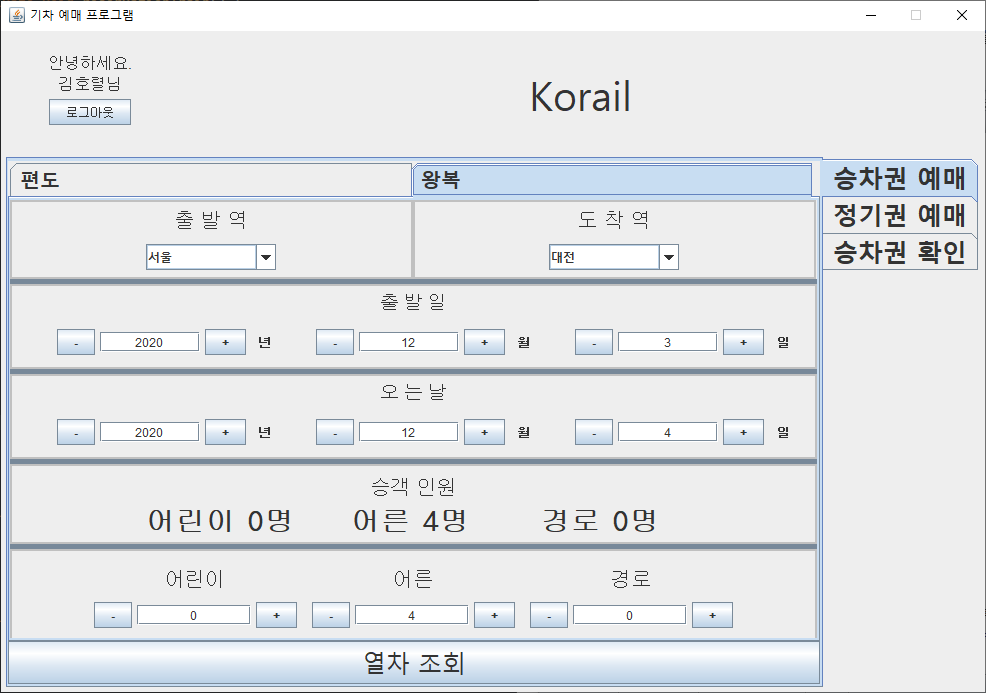 기차 예매 프로그램
안녕하세요.
김호렬님
로그아웃
Korail
편도 왕복
승차권 예매
정기권 예매
승차권 확인
출 발 역 도 착 역
서울 대전
출 발 일
- 2020 + 년 - 12 + 월 - 3 + 일
오 는 날
- 2020 + 년 - 12 + 월 - 4 + 일
승객 인원
어린이 0명 어른 4명 경로 0명
어린이 어른 경로
- 0 + - 4 + - 0 +
열차 조회